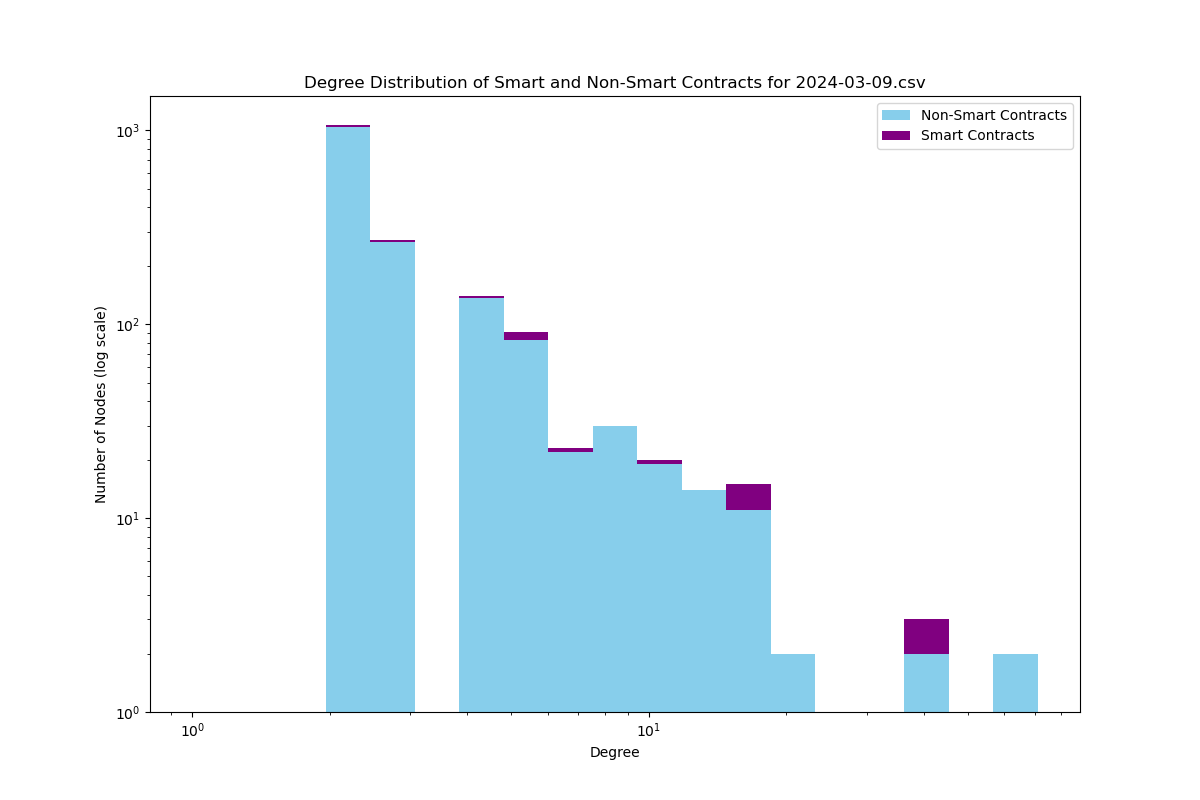 Degree Distribution of Smart and Non-Smart Contracts for 2024-03-09.csv
Non-Smart Contracts
Smart Contracts
Number of Nodes (log scale)
10³
10²
10¹
10⁰
10⁰ 10¹
Degree